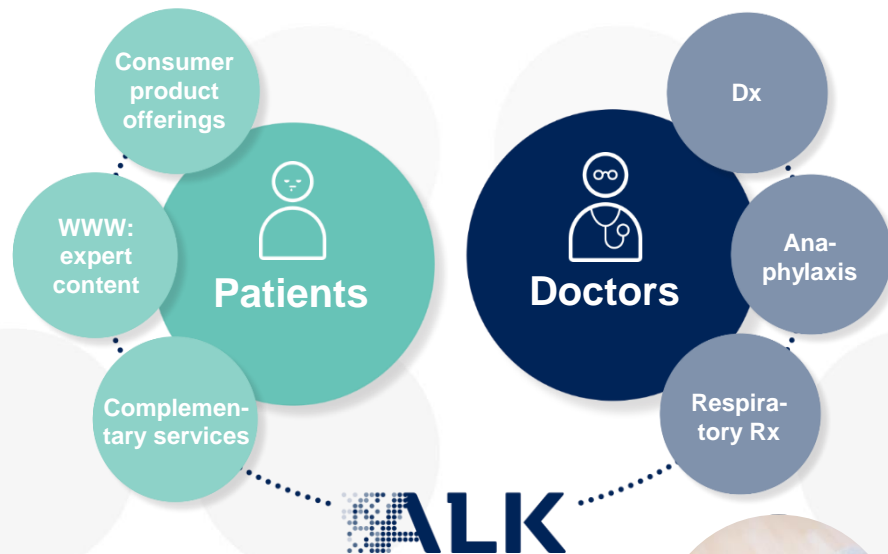 Consumer
product
offerings
WWW:
expert
content
Complemen-
tary services
Patients
Doctors
Dx
Ana-
phylaxis
Respira-
tory Rx
ALK